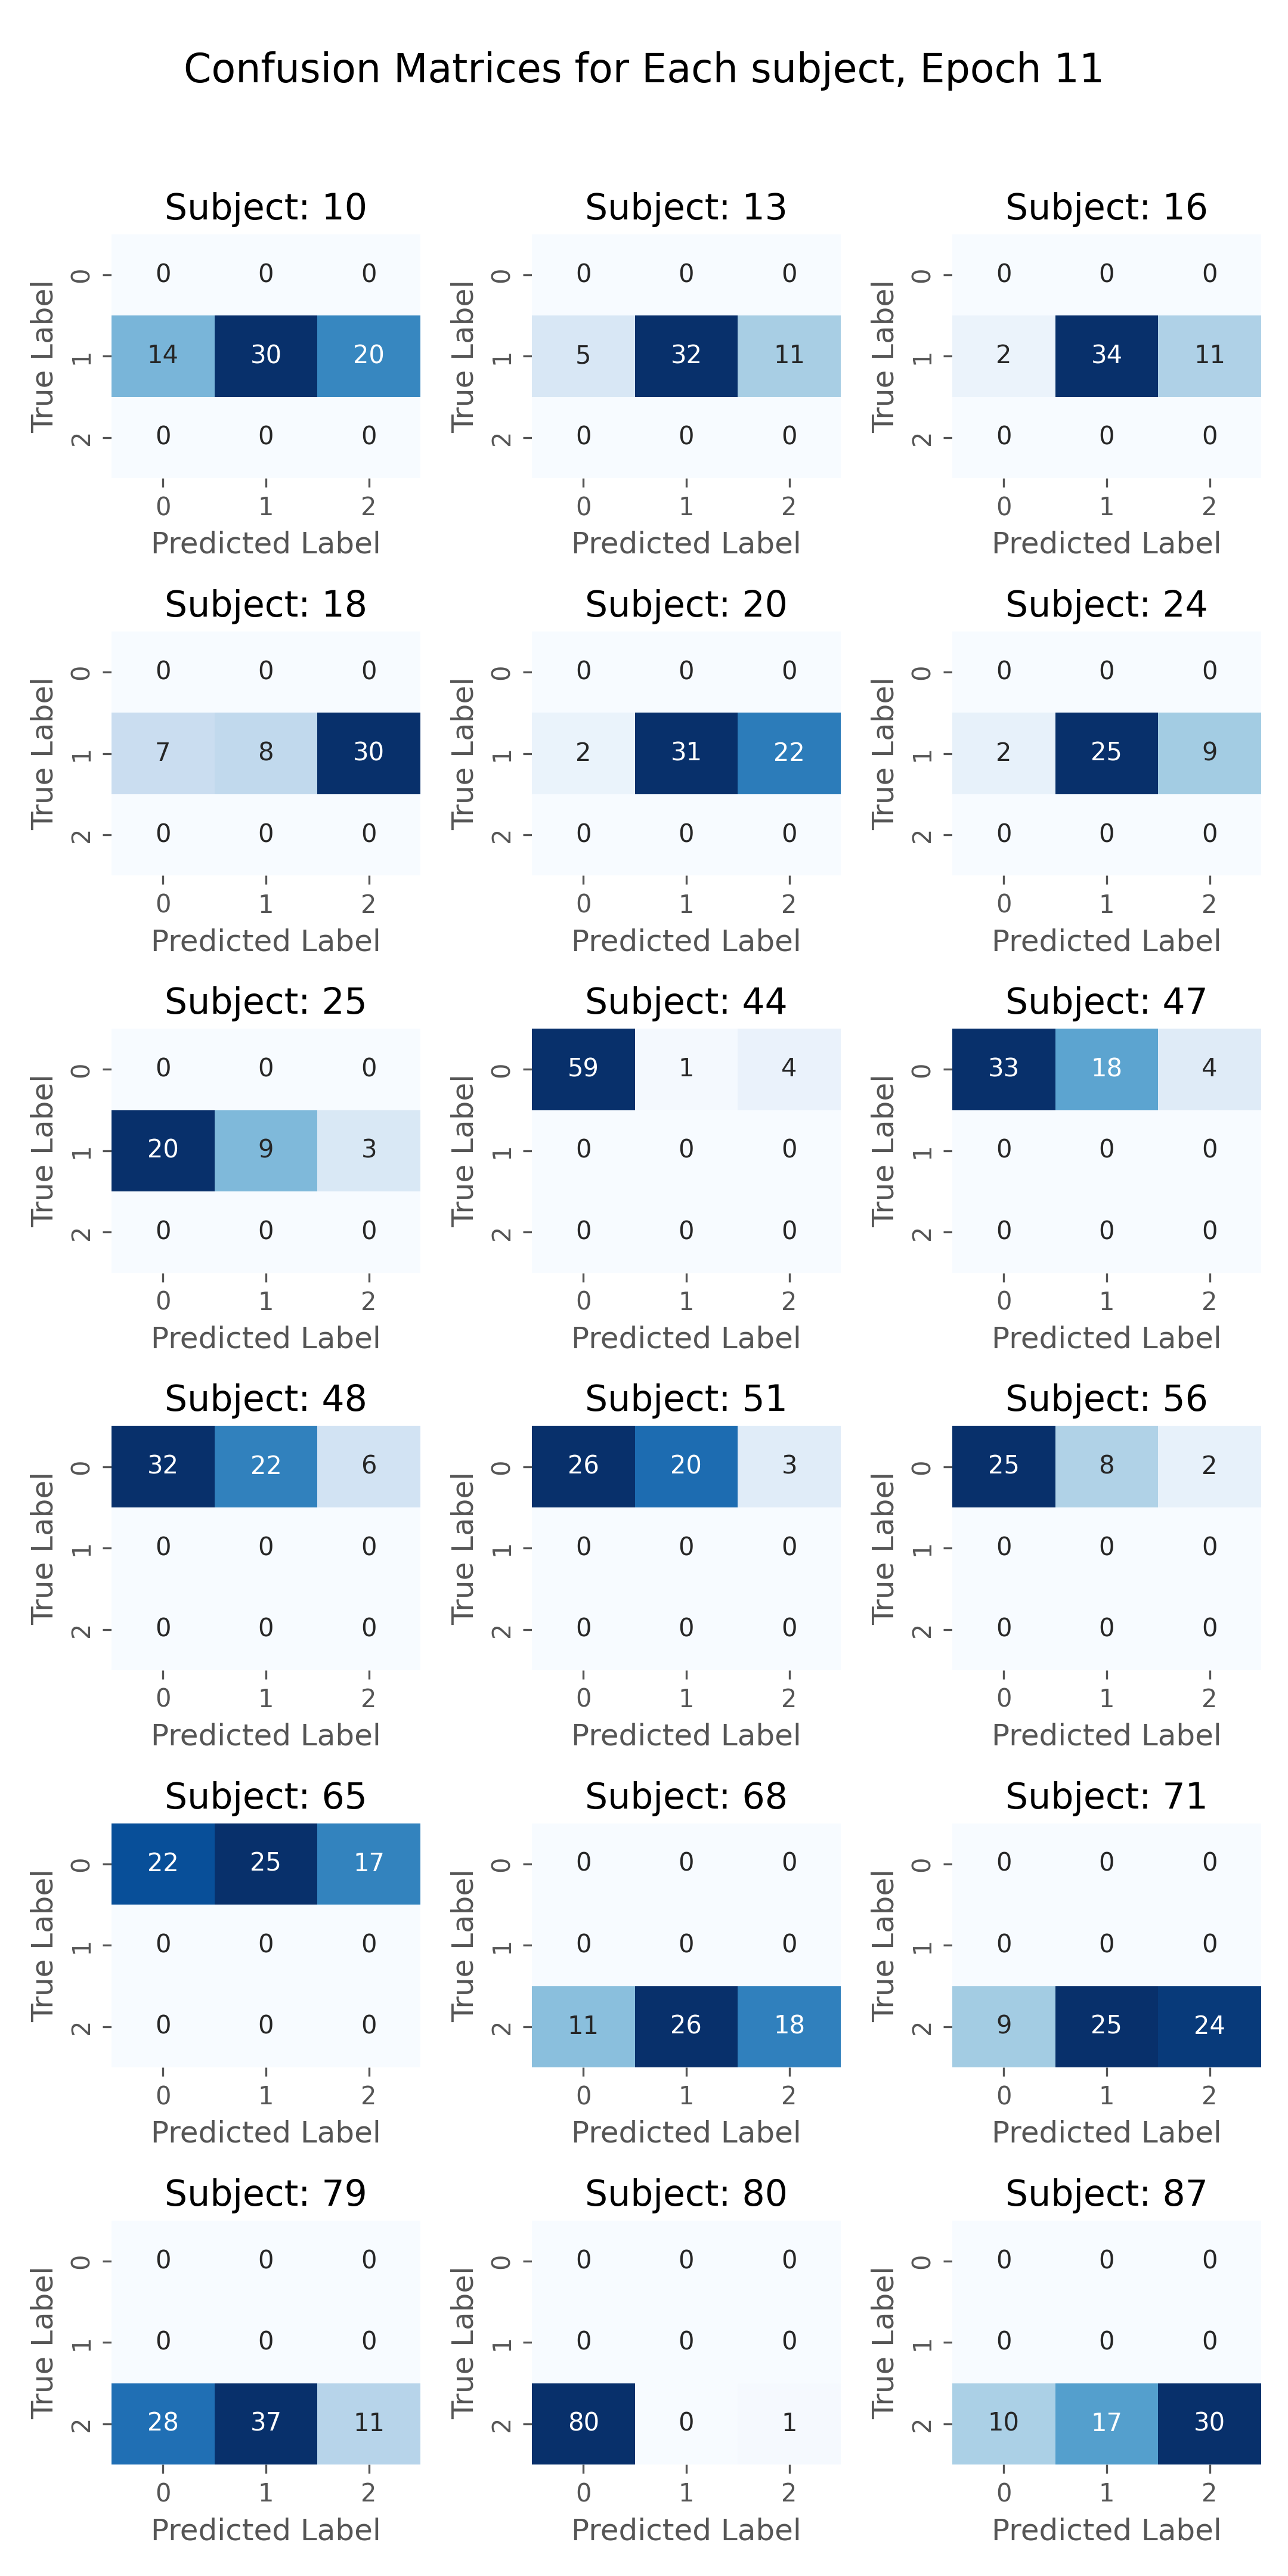 Confusion Matrices for Each subject, Epoch 11
Subject: 10 Subject: 13 Subject: 16
True Label 0 0 0 0 True Label 0 0 0 0 True Label 0 0 0 0
1 14 30 20 1 5 32 11 1 2 34 11
2 0 0 0 2 0 0 0 2 0 0 0
0 1 2 0 1 2 0 1 2
Predicted Label Predicted Label Predicted Label
Subject: 18 Subject: 20 Subject: 24
True Label 0 0 0 0 True Label 0 0 0 0 True Label 0 0 0 0
1 7 8 30 1 2 31 22 1 2 25 9
2 0 0 0 2 0 0 0 2 0 0 0
0 1 2 0 1 2 0 1 2
Predicted Label Predicted Label Predicted Label
Subject: 25 Subject: 44 Subject: 47
True Label 0 0 0 0 True Label 0 59 1 4 True Label 0 33 18 4
1 20 9 3 1 0 0 0 1 0 0 0
2 0 0 0 2 0 0 0 2 0 0 0
0 1 2 0 1 2 0 1 2
Predicted Label Predicted Label Predicted Label
Subject: 48 Subject: 51 Subject: 56
True Label 0 32 22 6 True Label 0 26 20 3 True Label 0 25 8 2
1 0 0 0 1 0 0 0 1 0 0 0
2 0 0 0 2 0 0 0 2 0 0 0
0 1 2 0 1 2 0 1 2
Predicted Label Predicted Label Predicted Label
Subject: 65 Subject: 68 Subject: 71
True Label 0 22 25 17 True Label 0 0 0 0 True Label 0 0 0 0
1 0 0 0 1 0 0 0 1 0 0 0
2 0 0 0 2 11 26 18 2 9 25 24
0 1 2 0 1 2 0 1 2
Predicted Label Predicted Label Predicted Label
Subject: 79 Subject: 80 Subject: 87
True Label 0 0 0 0 True Label 0 0 0 0 True Label 0 0 0 0
1 0 0 0 1 0 0 0 1 0 0 0
2 28 37 11 2 80 0 1 2 10 17 30
0 1 2 0 1 2 0 1 2
Predicted Label Predicted Label Predicted Label